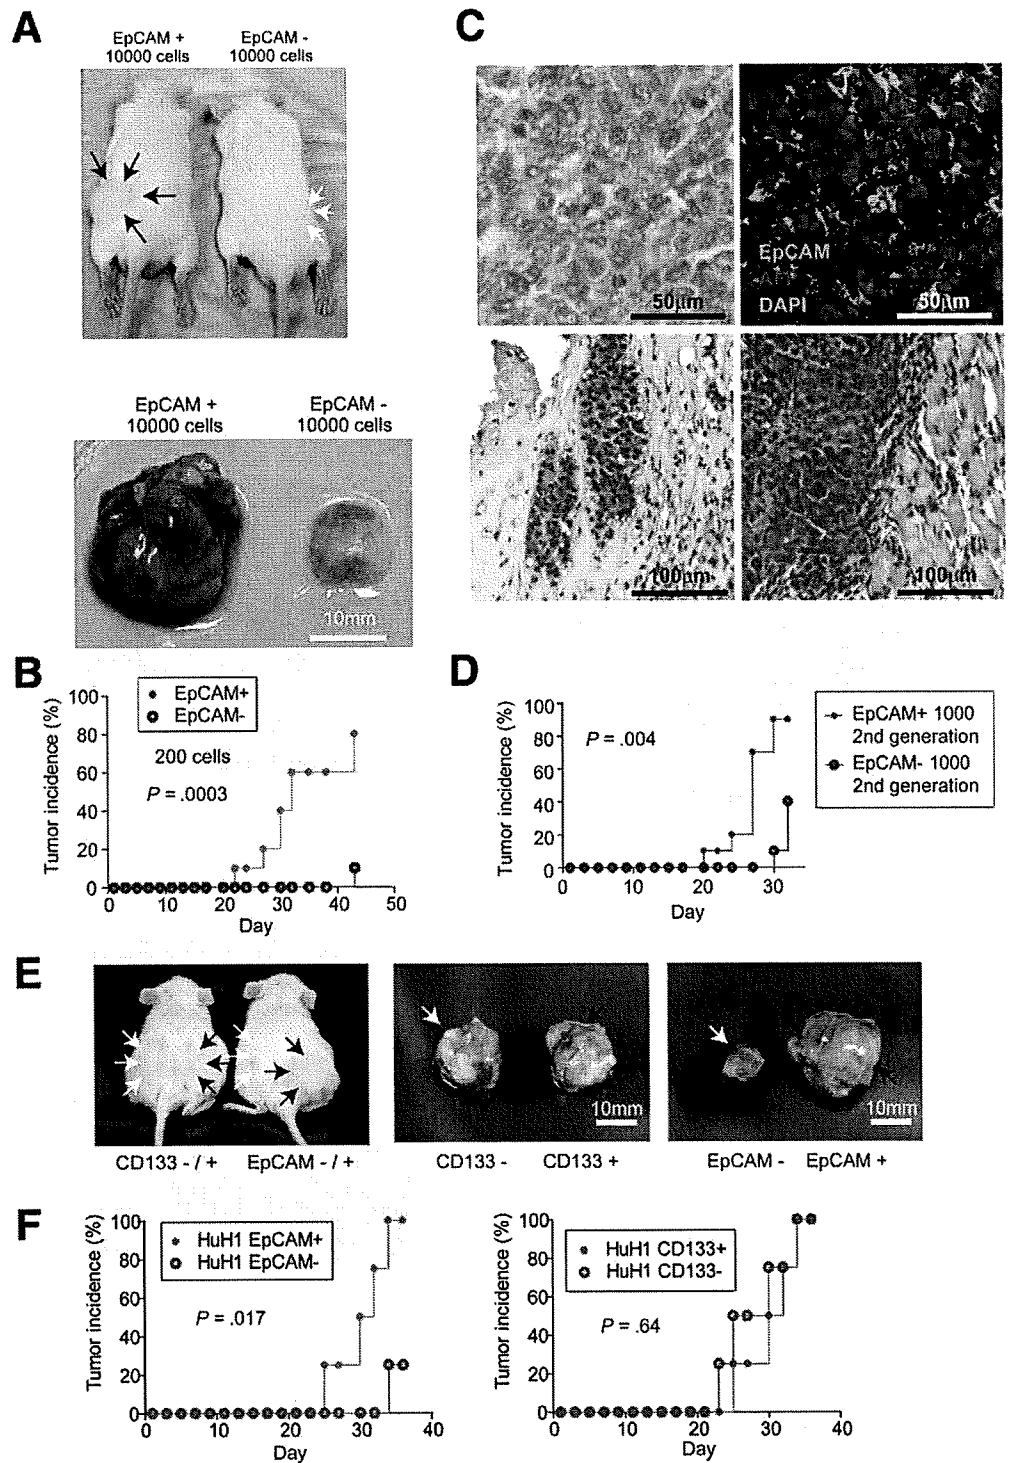 A
EpCAM +
10000 cells
EpCAM -
10000 cells
EpCAM +
10000 cells
EpCAM -
10000 cells
10mm
C
50µm
EpCAM
DAPI
50µm
100µm
100µm
B
Tumor incidence (%)
100
80
60
40
20
0
EpCAM+
EpCAM-
200 cells
P = .0003
0
10
20
30
40
50
Day
D
Tumor incidence (%)
100
80
60
40
20
0
P = .004
EpCAM+ 1000
2nd generation
EpCAM- 1000
2nd generation
0
10
20
30
Day
E
CD133 - / +
EpCAM - / +
10mm
CD133 -
CD133 +
10mm
EpCAM -
EpCAM +
F
Tumor incidence (%)
100
80
60
40
20
0
HuH1 EpCAM+
HuH1 EpCAM-
P = .017
0
10
20
30
40
Day
Tumor incidence (%)
100
80
60
40
20
0
HuH1 CD133+
HuH1 CD133-
P = .64
0
10
20
30
40
Day